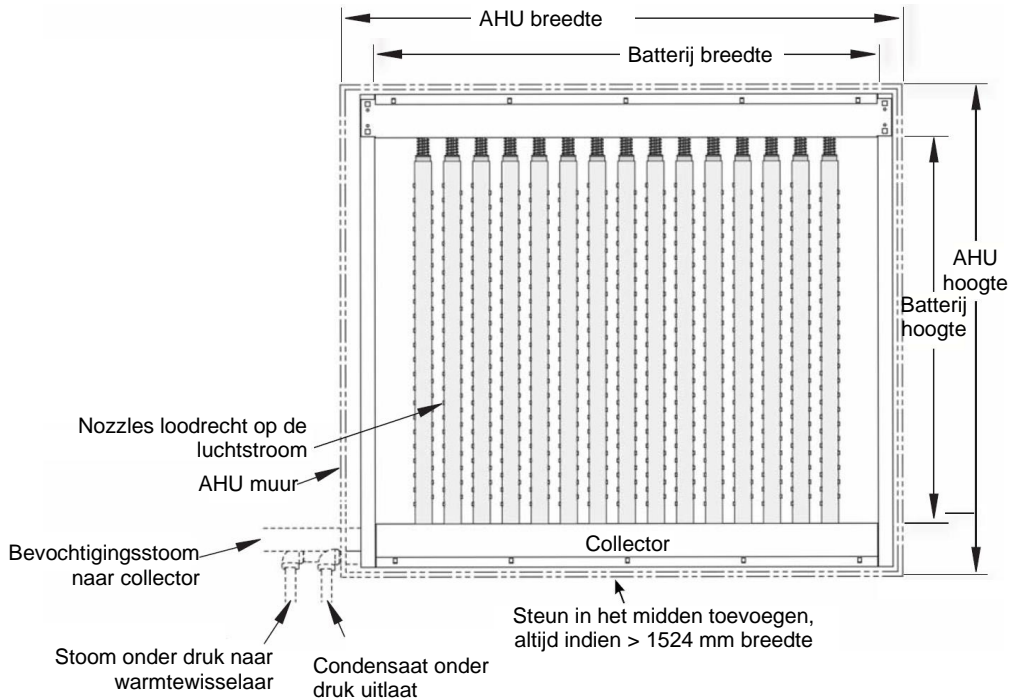 AHU breedte
Batterij breedte
AHU
hoogte
Batterij
hoogte
Nozzles loodrecht op de
luchtstroom
AHU muur
Bevochtigingsstoom
naar collector
Collector
Steun in het midden toevoegen,
altijd indien > 1524 mm breedte
Stoom onder druk naar
warmtewisselaar
Condensaat onder
druk uitlaat